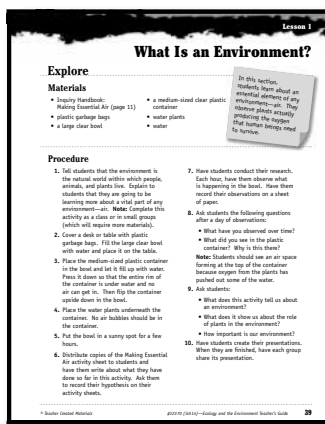 Lesson 1
What Is an Environment?
Explore
Materials
• Inquiry Handbook:
Making Essential Air (page 11)
• plastic garbage bags
• a large clear bowl
• a medium-sized clear plastic
container
• water plants
• water
In this section,
students learn about an
essential element of any
environment—air. They
observe plants actually
producing the oxygen
that human beings need
to survive.
Procedure
1. Tell students that the environment is
the natural world within which people,
animals, and plants live. Explain to
students that they are going to be
learning more about a vital part of any
environment—air. Note: Complete this
activity as a class or in small groups
(which will require more materials).
2. Cover a desk or table with plastic
garbage bags. Fill the large clear bowl
with water and place it on the table.
3. Place the medium-sized plastic container
in the bowl and let it fill up with water.
Press it down so that the entire rim of
the container is under water and no
air can get in. Then flip the container
upside down in the bowl.
4. Place the water plants underneath the
container. No air bubbles should be in
the container.
5. Put the bowl in a sunny spot for a few
hours.
6. Distribute copies of the Making Essential
Air activity sheet to students and
have them write about what they have
done so far in this activity. Ask them
to record their hypothesis on their
activity sheets.
7. Have students conduct their research.
Each hour, have them observe what
is happening in the bowl. Have them
record their observations on a sheet
of paper.
8. Ask students the following questions
after a day of observations:
• What have you observed over time?
• What did you see in the plastic
container? Why is this there?
Note: Students should see an air space
forming at the top of the container
because oxygen from the plants has
pushed out some of the water.
9. Ask students:
• What does this activity tell us about
an environment?
• What does it show us about the role
of plants in the environment?
• How important is our environment?
10. Have students create their presentations.
When they are finished, have each group
share its presentation.
© Teacher Created Materials
#12570 (i6416)—Ecology and the Environment Teacher's Guide
39